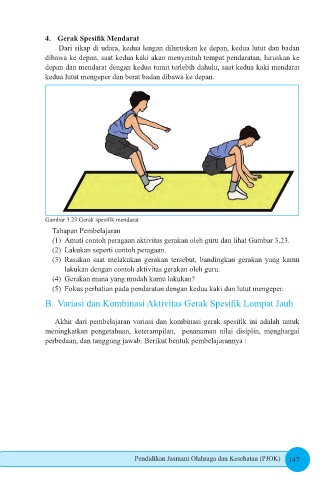 4. Gerak Spesifik Mendarat
Dari sikap di udara, kedua lengan diluruskan ke depan, kedua lutut dan badan
dibawa ke depan, saat kedua kaki akan menyentuh tempat pendaratan, luruskan ke
depan dan mendarat dengan kedua tumit terlebih dahulu, saat kedua kaki mendarat
kedua lutut mengeper dan berat badan dibawa ke depan.
Gambar 3.23 Gerak spesifik mendarat
Tahapan Pembelajaran
(1) Amati contoh peragaan aktivitas gerakan oleh guru dan lihat Gambar 3.23.
(2) Lakukan seperti contoh peragaan.
(3) Rasakan saat melakukan gerakan tersebut, bandingkan gerakan yang kamu
lakukan dengan contoh aktivitas gerakan oleh guru.
(4) Gerakan mana yang mudah kamu lakukan?
(5) Fokus perhatian pada pendaratan dengan kedua kaki dan lutut mengeper.
B. Variasi dan Kombinasi Aktivitas Gerak Spesifik Lompat Jauh
Akhir dari pembelajaran variasi dan kombinasi gerak spesifik ini adalah untuk
meningkatkan pengetahuan, keterampilan, penanaman nilai disiplin, menghargai
perbedaan, dan tanggung jawab. Berikut bentuk pembelajarannya :
Pendidikan Jasmani Olahraga dan Kesehatan (PJOK) 147